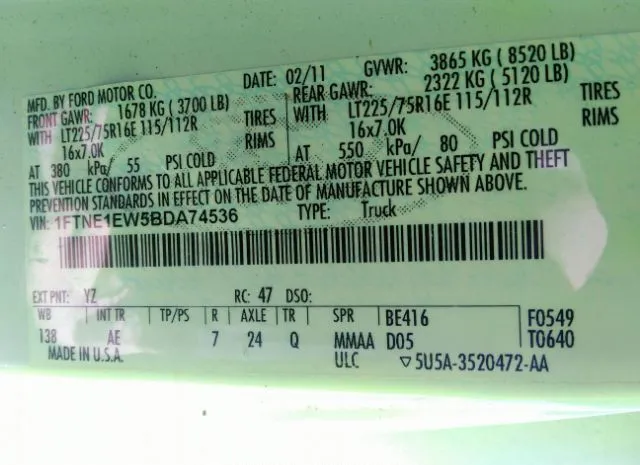 MFD. BY FORD MOTOR CO. DATE: 02/11 GVWR: 3865 KG ( 8520 LB)
FRONT GAWR: 1678 KG ( 3700 LB) REAR GAWR: 2322 KG ( 5120 LB)
WITH LT225/75R16E 115/112R TIRES WITH LT225/75R16E 115/112R TIRES
16x7.0K RIMS 16x7.0K RIMS
AT 380 kPa/ 55 PSI COLD AT 550 kPa/ 80 PSI COLD
THIS VEHICLE CONFORMS TO ALL APPLICABLE FEDERAL MOTOR VEHICLE SAFETY AND THEFT
PREVENTION STANDARDS IN EFFECT ON THE DATE OF MANUFACTURE SHOWN ABOVE.
VIN: 1FTNE1EW5BDA74536 TYPE: Truck
EXT PNT: YZ RC: 47 DSO:
WB INT TR TP/PS R AXLE TR SPR BE416 F0549
138 AE 7 24 Q MMAA D05 T0640
MADE IN U.S.A. ULC ▽5U5A-3520472-AA